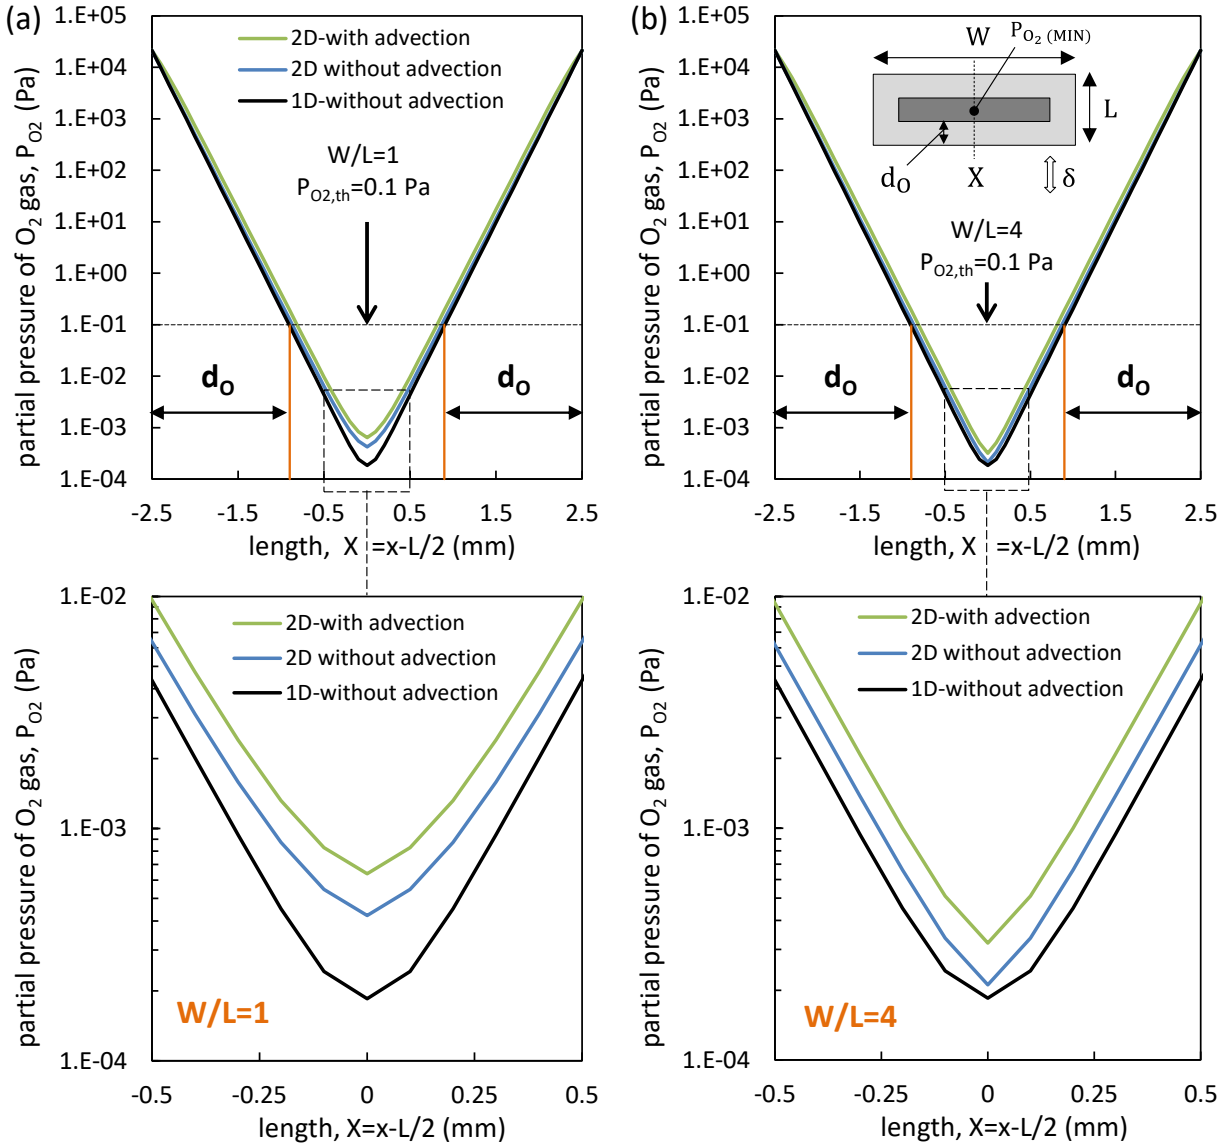 (a)
partial pressure of O2 gas, PO2 (Pa)
1.E+05
1.E+04
1.E+03
1.E+02
1.E+01
1.E+00
1.E-01
1.E-02
1.E-03
1.E-04
2D-with advection
2D without advection
1D-without advection
W/L=1
PO2,th=0.1 Pa
dO
dO
-2.5
-1.5
-0.5
0.5
1.5
2.5
length, X =x-L/2 (mm)
(b)
partial pressure of O2 gas, PO2 (Pa)
1.E+05
1.E+04
1.E+03
1.E+02
1.E+01
1.E+00
1.E-01
1.E-02
1.E-03
1.E-04
W
PO2 (MIN)
L
dO
X
δ
W/L=4
PO2,th=0.1 Pa
dO
dO
-2.5
-1.5
-0.5
0.5
1.5
2.5
length, X =x-L/2 (mm)
partial pressure of O2 gas, PO2 (Pa)
1.E-02
1.E-03
1.E-04
2D-with advection
2D without advection
1D-without advection
W/L=1
-0.5
-0.25
0
0.25
0.5
length, X=x-L/2 (mm)
partial pressure of O2 gas, PO2 (Pa)
1.E-02
1.E-03
1.E-04
2D-with advection
2D without advection
1D-without advection
W/L=4
-0.5
-0.25
0
0.25
0.5
length, X=x-L/2 (mm)